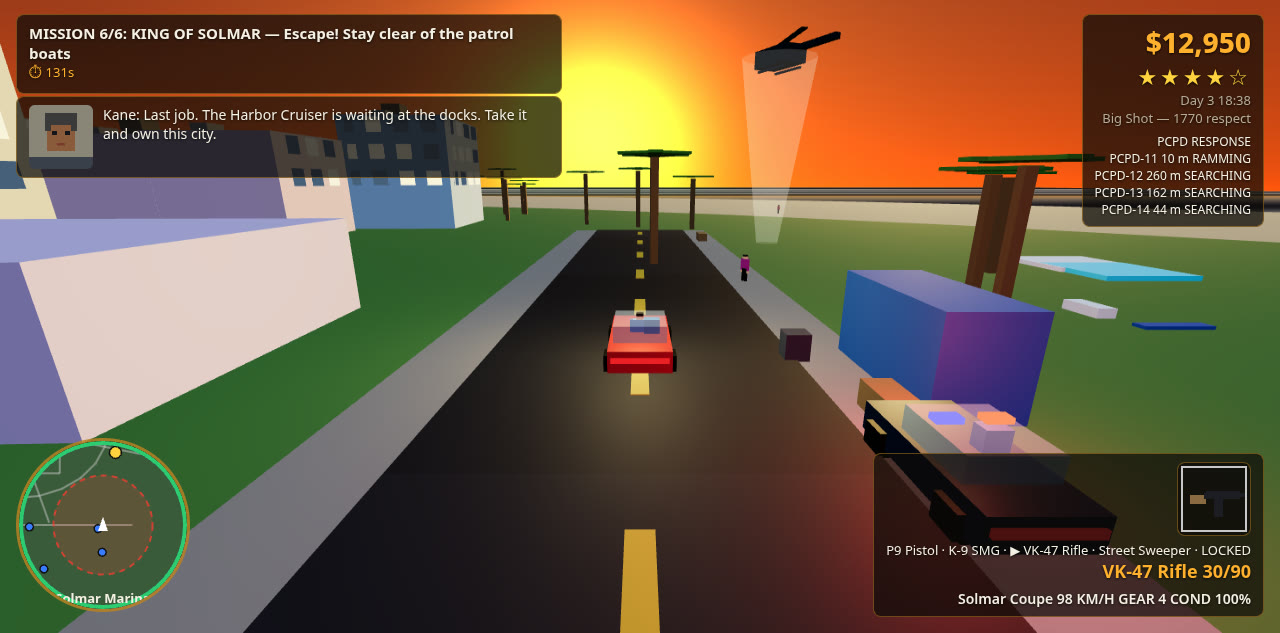 MISSION 6/6: KING OF SOLMAR — Escape! Stay clear of the patrol
boats
⏱ 131s
Kane: Last job. The Harbor Cruiser is waiting at the docks. Take it
and own this city.
$12,950
★★★★☆
Day 3 18:38
Big Shot — 1770 respect
PCPD RESPONSE
PCPD-11 10 m RAMMING
PCPD-12 260 m SEARCHING
PCPD-13 162 m SEARCHING
PCPD-14 44 m SEARCHING
Solmar Marina
P9 Pistol · K-9 SMG · ▶ VK-47 Rifle · Street Sweeper · LOCKED
VK-47 Rifle 30/90
Solmar Coupe 98 KM/H GEAR 4 COND 100%